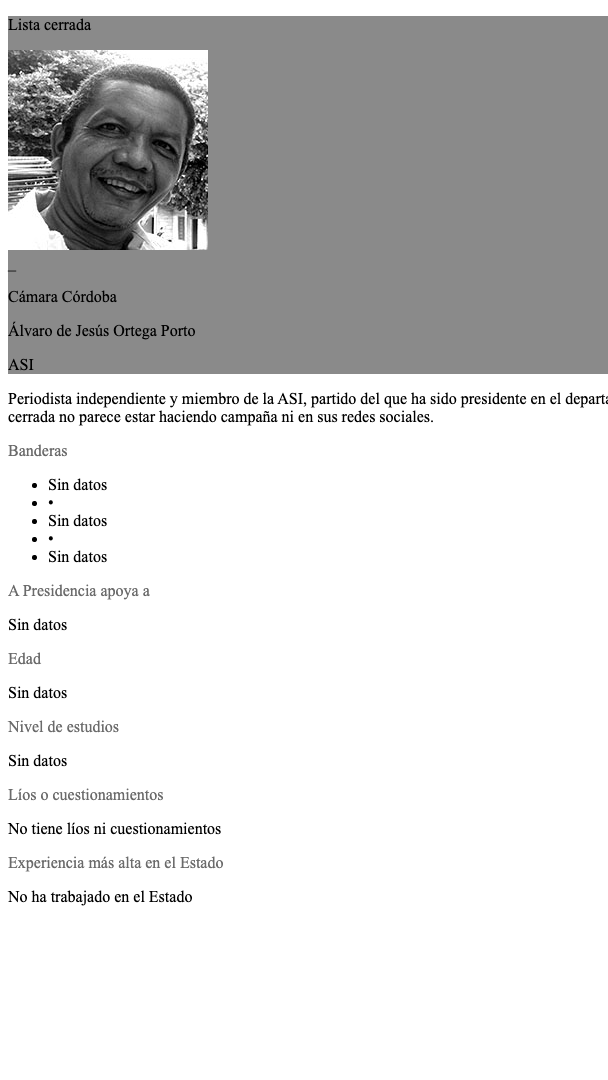 Lista cerrada
_
Cámara Córdoba
Álvaro de Jesús Ortega Porto
ASI
Periodista independiente y miembro de la ASI, partido del que ha sido presidente en el
cerrada no parece estar haciendo campaña ni en sus redes sociales.
Banderas
• Sin datos
• •
• Sin datos
• •
• Sin datos
A Presidencia apoya a
Sin datos
Edad
Sin datos
Nivel de estudios
Sin datos
Líos o cuestionamientos
No tiene líos ni cuestionamientos
Experiencia más alta en el Estado
No ha trabajado en el Estado